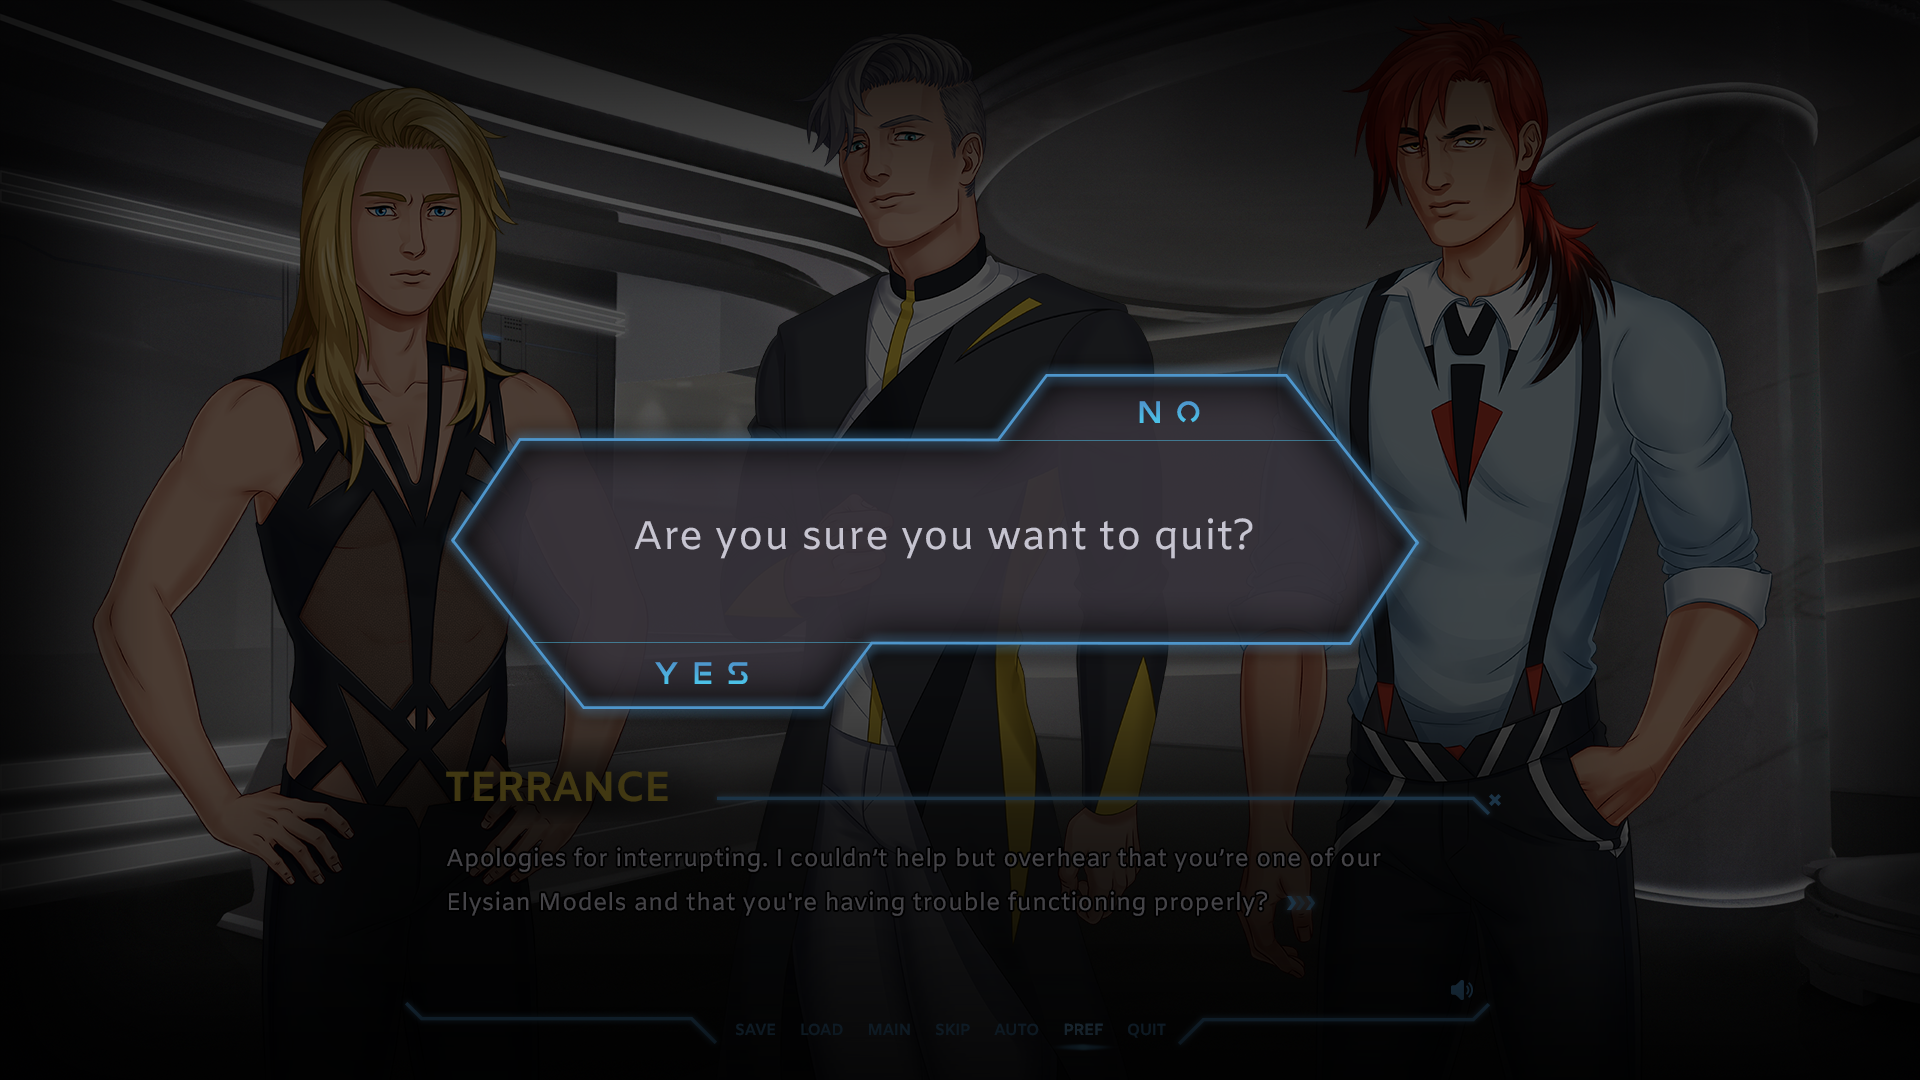 NO
Are you sure you want to quit?
YES
TERRANCE
Apologies for interrupting. I couldn’t help but overhear that you’re one of our
Elysian Models and that you're having trouble functioning properly?
SAVE LOAD MAIN SKIP AUTO PREF QUIT